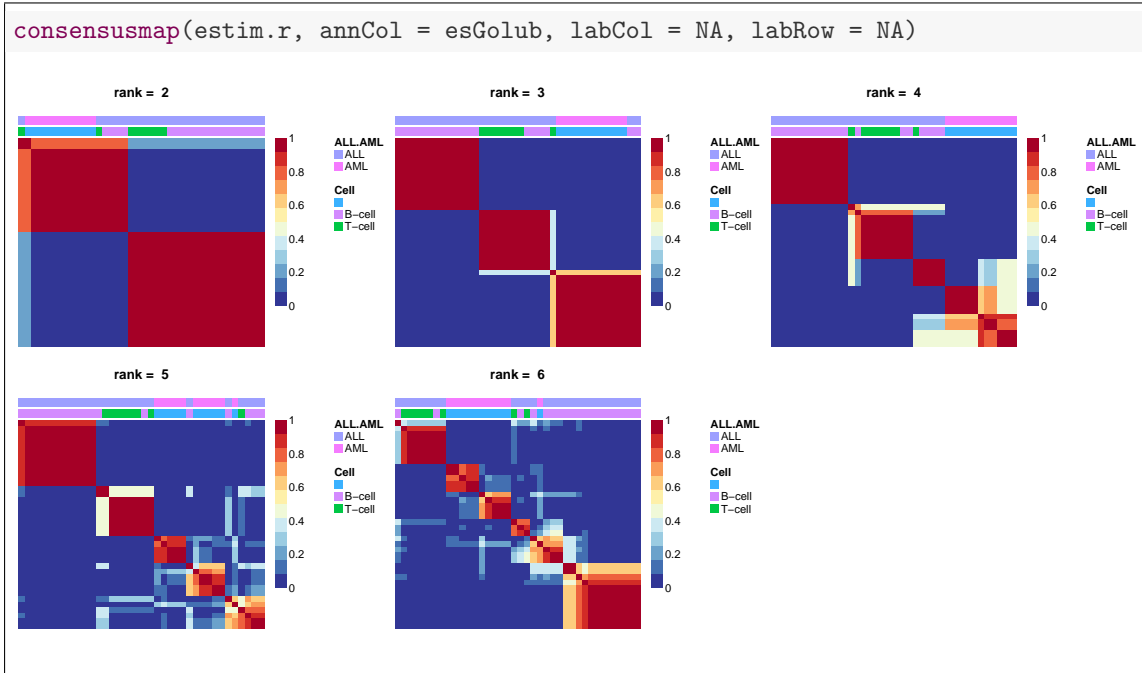 consensusmap(estim.r, annCol = esGolub, labCol = NA, labRow = NA)
rank = 2
1
0.8
0.6
0.4
0.2
0
ALL.AML
ALL
AML
Cell
B−cell
T−cell
rank = 3
1
0.8
0.6
0.4
0.2
0
ALL.AML
ALL
AML
Cell
B−cell
T−cell
rank = 4
1
0.8
0.6
0.4
0.2
0
ALL.AML
ALL
AML
Cell
B−cell
T−cell
rank = 5
1
0.8
0.6
0.4
0.2
0
ALL.AML
ALL
AML
Cell
B−cell
T−cell
rank = 6
1
0.8
0.6
0.4
0.2
0
ALL.AML
ALL
AML
Cell
B−cell
T−cell